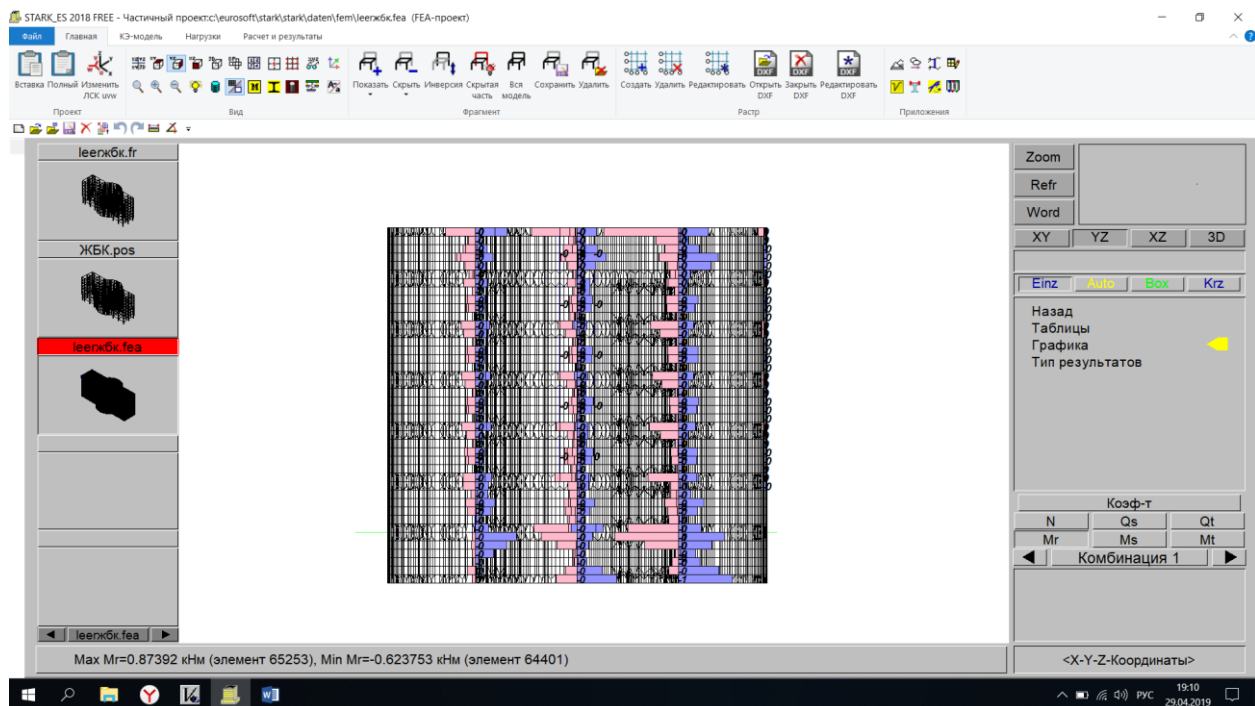 STARK_ES 2018 FREE - Частичный проект:c:\eurosoft\stark\stark\daten\fem\leerжбк.fea (FEA-проект)
Файл Главная КЭ-модель Нагрузки Расчет и результаты
Вставка Полный Изменить ЛСК uvw
Показать Скрыть Инверсия Скрытая часть Вся модель Сохранить Удалить
Создать Удалить Редактировать Открыть DXF Закрыть DXF Редактировать DXF
Проект Вид Фрагмент Растр Приложения
leerжбк.fr
ЖБК.pos
leerжбк.fea
leerжбк.fea
Zoom
Refr
Word
XY YZ XZ 3D
Einz Auto Box Krz
Назад
Таблицы
Графика
Тип результатов
Коэф-т
N Qs Qt
Mr Ms Mt
Комбинация 1
Max Mr=0.87392 кНм (элемент 65253), Min Mr=-0.623753 кНм (элемент 64401)
<X-Y-Z-Координаты>
РУС
19:10
29.04.2019